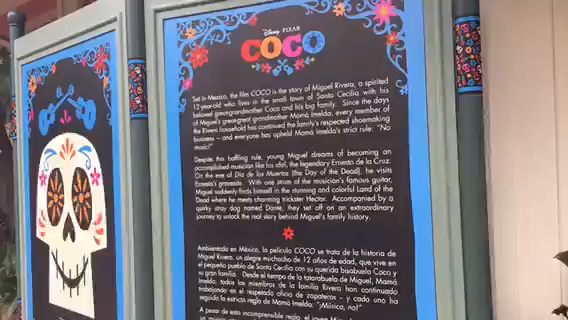 Disney PIXAR
COCO
Set in Mexico, the film COCO is the story of Miguel Rivera, a spirited
12-year-old who lives in the small town of Santa Cecilia with his
beloved great-grandmother Coco and his big family. Since the days
of Miguel's great-great grandmother Mamá Imelda, every member of
the Rivera household has continued the family's respected shoemaking
business – and everyone has upheld Mamá Imelda's strict rule: "No
music!"
Despite this baffling rule, young Miguel dreams of becoming an
accomplished musician like his idol, the legendary Ernesto de la Cruz.
On the eve of Día de los Muertos (the Day of the Dead), he visits
Ernesto's gravesite. With one strum of the musician's famous guitar,
Miguel suddenly finds himself in the stunning and colorful Land of the
Dead where he meets charming trickster Hector. Accompanied by a
quirky stray dog named Dante, they set off on an extraordinary
journey to unlock the real story behind Miguel's family history.
Ambientada en México, la película COCO se trata de la historia de
Miguel Rivera, un alegre muchacho de 12 años de edad, que vive en
el pequeño pueblo de Santa Cecilia con su querida bisabuela Coco y
su gran familia. Desde el tiempo de la tatarabuela de Miguel, Mamá
Imelda, todos los miembros de la familia Rivera han continuado
trabajando en el respetado oficio de zapateros – y cada uno ha
seguido la estricta regla de Mamá Imelda: "¡Música, no!"
A pesar de esta incomprensible regla, el joven Miguel